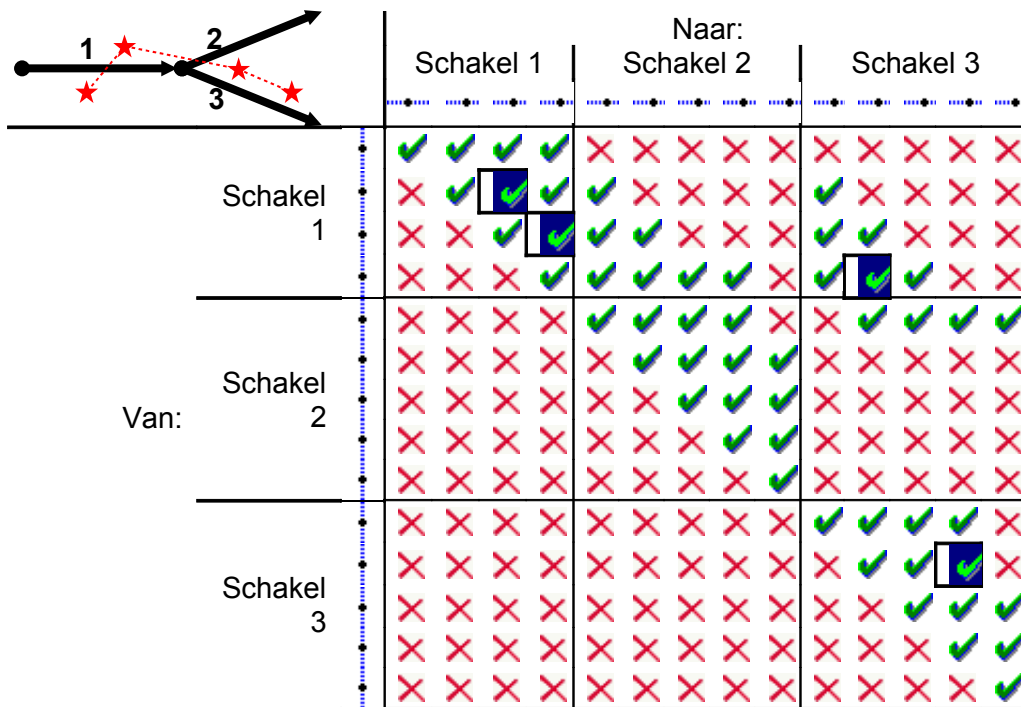 1
2
3
Naar:
Schakel 1
Schakel 2
Schakel 3
Schakel
1
Van:
Schakel
2
Schakel
3